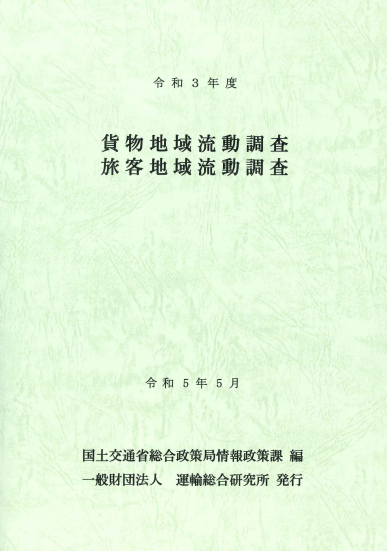 令和３年度
貨物地域流動調査
旅客地域流動調査
令和５年５月
国土交通省総合政策局情報政策課 編
一般財団法人　運輸総合研究所 発行